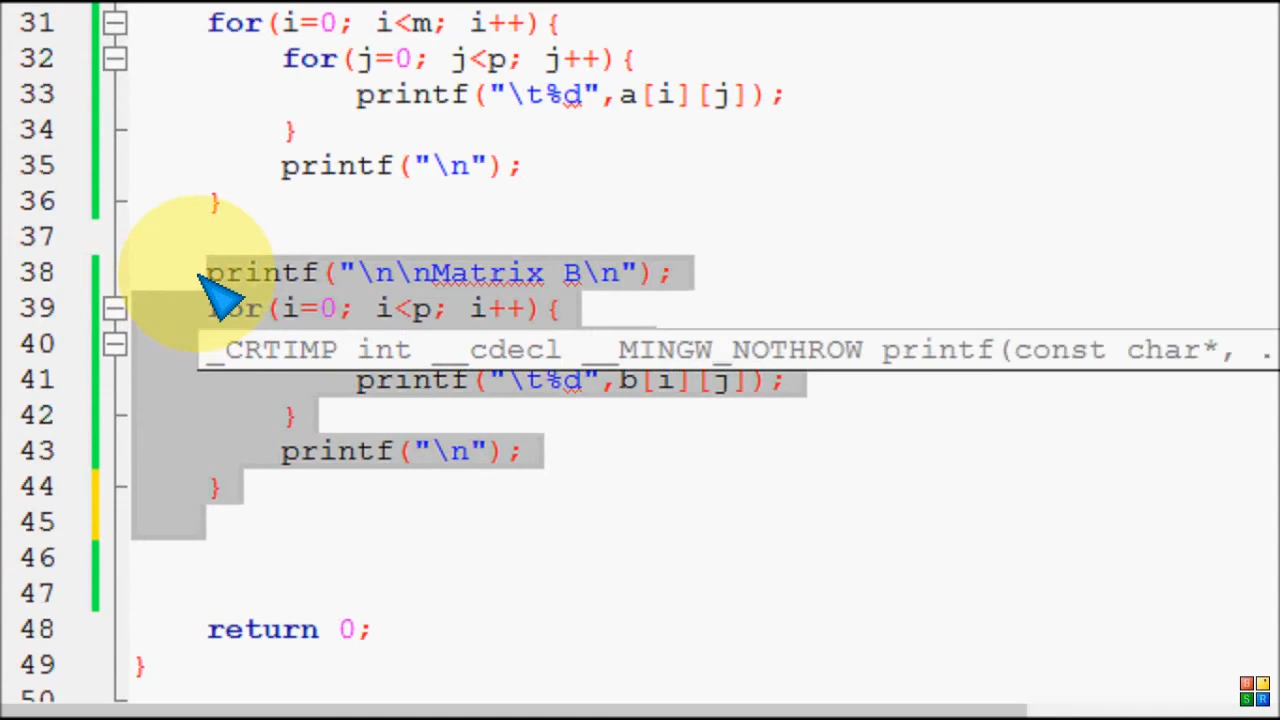 31 for(i=0; i<m; i++){
32 for(j=0; j<p; j++){
33 printf("\t%d",a[i][j]);
34 }
35 printf("\n");
36 }
37
38 printf("\n\nMatrix B\n");
39 for(i=0; i<p; i++){
40 _CRTIMP int __cdecl __MINGW_NOTHROW printf(const char*, .
41 printf("\t%d",b[i][j]);
42 }
43 printf("\n");
44 }
45
46
47
48 return 0;
49 }
50
B
S R